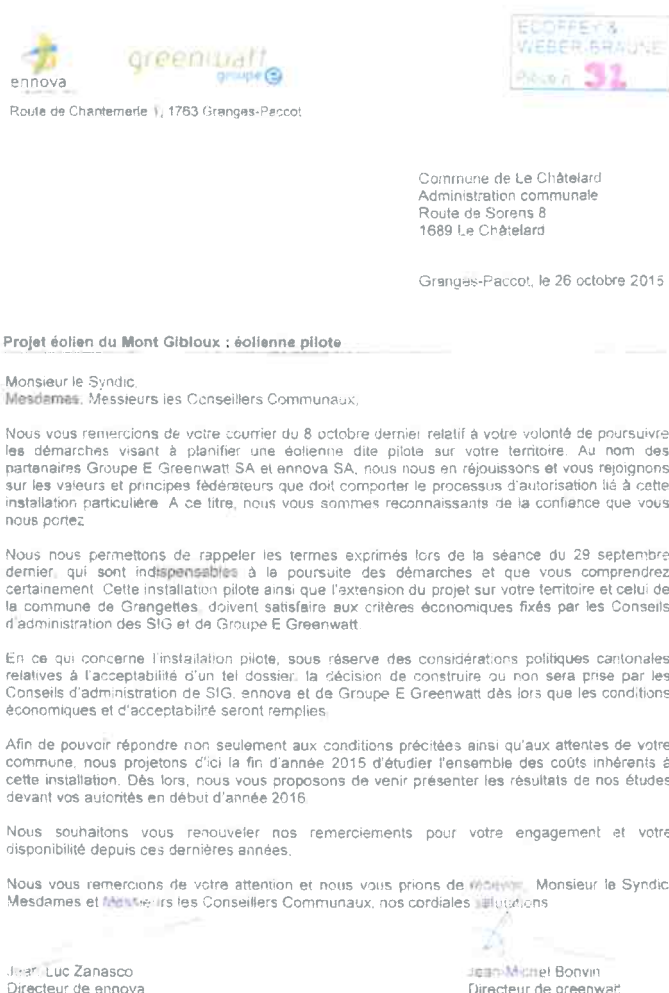 ennova
greenwatt
groupe e
ECOFFEY &
WEBER-BRAUNE
Pièce n. 31
Route de Chantemerle 1, 1763 Granges-Paccot
Commune de Le Châtelard
Administration communale
Route de Sorens 8
1689 Le Châtelard
Granges-Paccot, le 26 octobre 2015
Projet éolien du Mont Gibloux : éolienne pilote
Monsieur le Syndic,
Mesdames, Messieurs les Conseillers Communaux,
Nous vous remercions de votre courrier du 8 octobre dernier relatif à votre volonté de poursuivre
les démarches visant à planifier une éolienne dite pilote sur votre territoire. Au nom des
partenaires Groupe E Greenwatt SA et ennova SA, nous nous en réjouissons et vous rejoignons
sur les valeurs et principes fédérateurs que doit comporter le processus d'autorisation lié à cette
installation particulière. A ce titre, nous vous sommes reconnaissants de la confiance que vous
nous portez.
Nous nous permettons de rappeler les termes exprimés lors de la séance du 29 septembre
dernier, qui sont indispensables à la poursuite des démarches et que vous comprendrez
certainement. Cette installation pilote ainsi que l'extension du projet sur votre territoire et celui de
la commune de Grangettes, doivent satisfaire aux critères économiques fixés par les Conseils
d'administration des SIG et de Groupe E Greenwatt.
En ce qui concerne l'installation pilote, sous réserve des considérations politiques cantonales
relatives à l'acceptabilité d'un tel dossier, la décision de construire ou non sera prise par les
Conseils d'administration de SIG, ennova et de Groupe E Greenwatt dès lors que les conditions
économiques et d'acceptabilité seront remplies.
Afin de pouvoir répondre non seulement aux conditions précitées ainsi qu'aux attentes de votre
commune, nous projetons d'ici la fin d'année 2015 d'étudier l'ensemble des coûts inhérents à
cette installation. Dès lors, nous vous proposons de venir présenter les résultats de nos études
devant vos autorités en début d'année 2016.
Nous souhaitons vous renouveler nos remerciements pour votre engagement et votre
disponibilité depuis ces dernières années.
Nous vous remercions de votre attention et nous vous prions de recevoir, Monsieur le Syndic
Mesdames et Messieurs les Conseillers Communaux, nos cordiales salutations
Jean-Luc Zanasco
Directeur de ennova
Jean-Michel Bonvin
Directeur de greenwatt